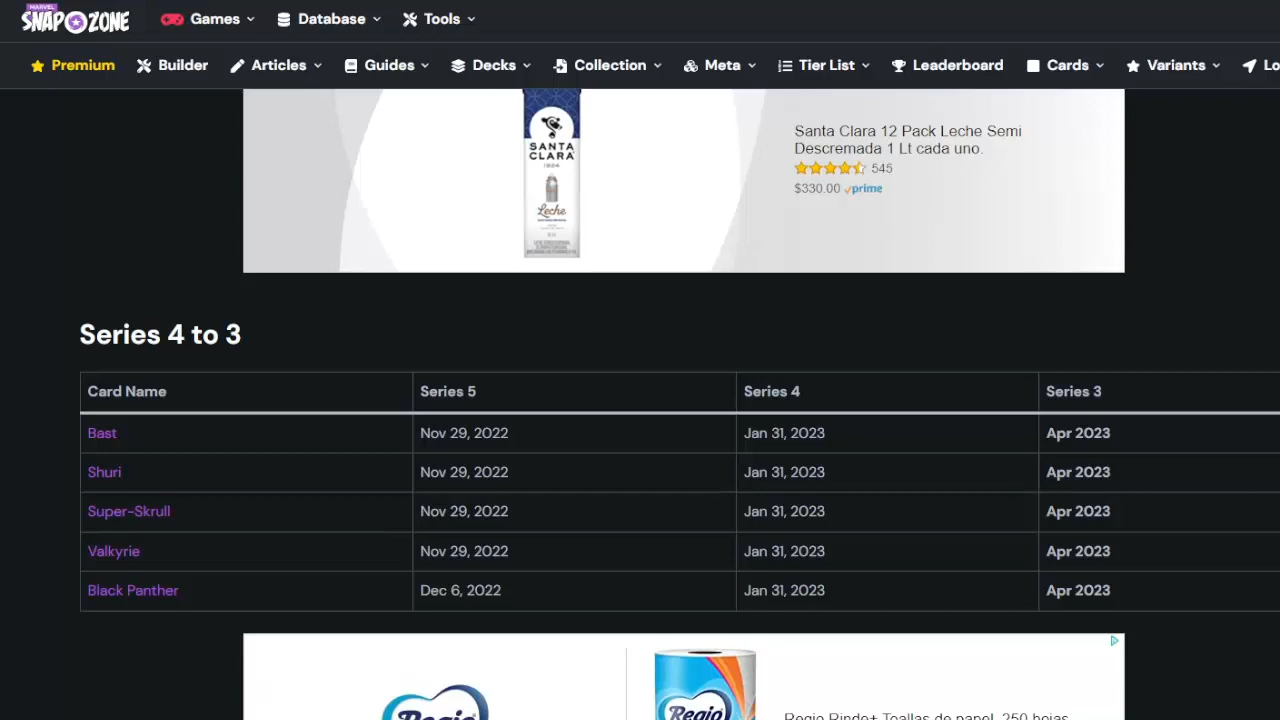 MARVEL
SNAP ZONE
Games
Database
Tools
Premium
Builder
Articles
Guides
Decks
Collection
Meta
Tier List
Leaderboard
Cards
Variants
Lo
SANTA
CLARA
1924
Leche
Santa Clara 12 Pack Leche Semi
Descremada 1 Lt cada uno.
545
$330.00 prime
Series 4 to 3
Card Name Series 5 Series 4 Series 3
Bast Nov 29, 2022 Jan 31, 2023 Apr 2023
Shuri Nov 29, 2022 Jan 31, 2023 Apr 2023
Super-Skrull Nov 29, 2022 Jan 31, 2023 Apr 2023
Valkyrie Nov 29, 2022 Jan 31, 2023 Apr 2023
Black Panther Dec 6, 2022 Jan 31, 2023 Apr 2023
Regio
Regio
Regio Rinde+ Toallas de papel, 250 hojas